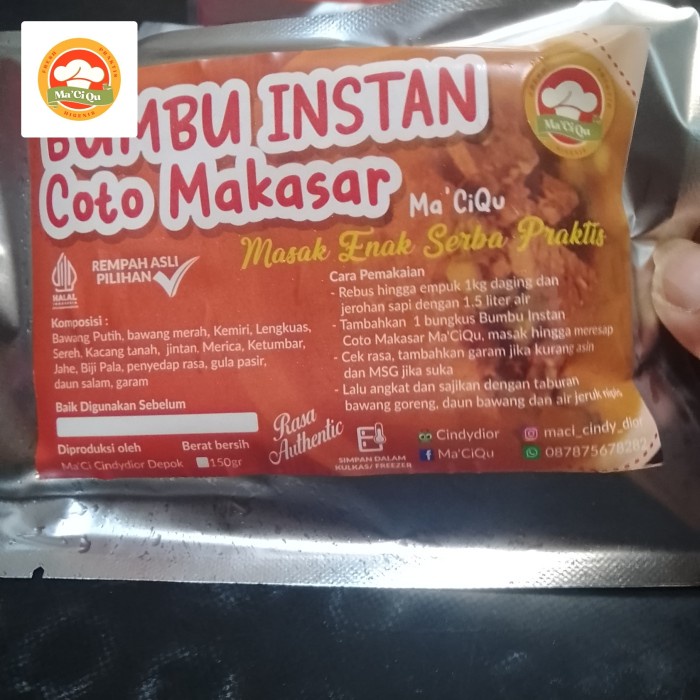 INSTAN PRAKTIS
Ma'CiQu
HIGENIS
BUMBU INSTAN
Coto Makasar Ma'CiQu
Masak Enak Serba Praktis
Ma'CiQu
HALAL
INDONESIA
REMPAH ASLI
PILIHAN
Komposisi :
Bawang Putih, bawang merah, Kemiri, Lengkuas,
Sereh, Kacang tanah, jintan, Merica, Ketumbar,
Jahe, Biji Pala, penyedap rasa, gula pasir,
daun salam, garam
Baik Digunakan Sebelum
Diproduksi oleh
Ma'Ci Cindydior Depok
Berat bersih
150gr
Cara Pemakaian
- Rebus hingga empuk 1kg daging dan
jerohan sapi dengan 1.5 liter air
- Tambahkan 1 bungkus Bumbu Instan
Coto Makasar Ma'CiQu, masak hingga meresap
- Cek rasa, tambahkan garam jika kurang asin
dan MSG jika suka
- Lalu angkat dan sajikan dengan taburan
bawang goreng, daun bawang dan air jeruk nipis
Rasa
Authentic
SIMPAN DALAM
KULKAS/ FREEZER
Cindydior
maci_cindy_dior
Ma'CiQu
087875678282